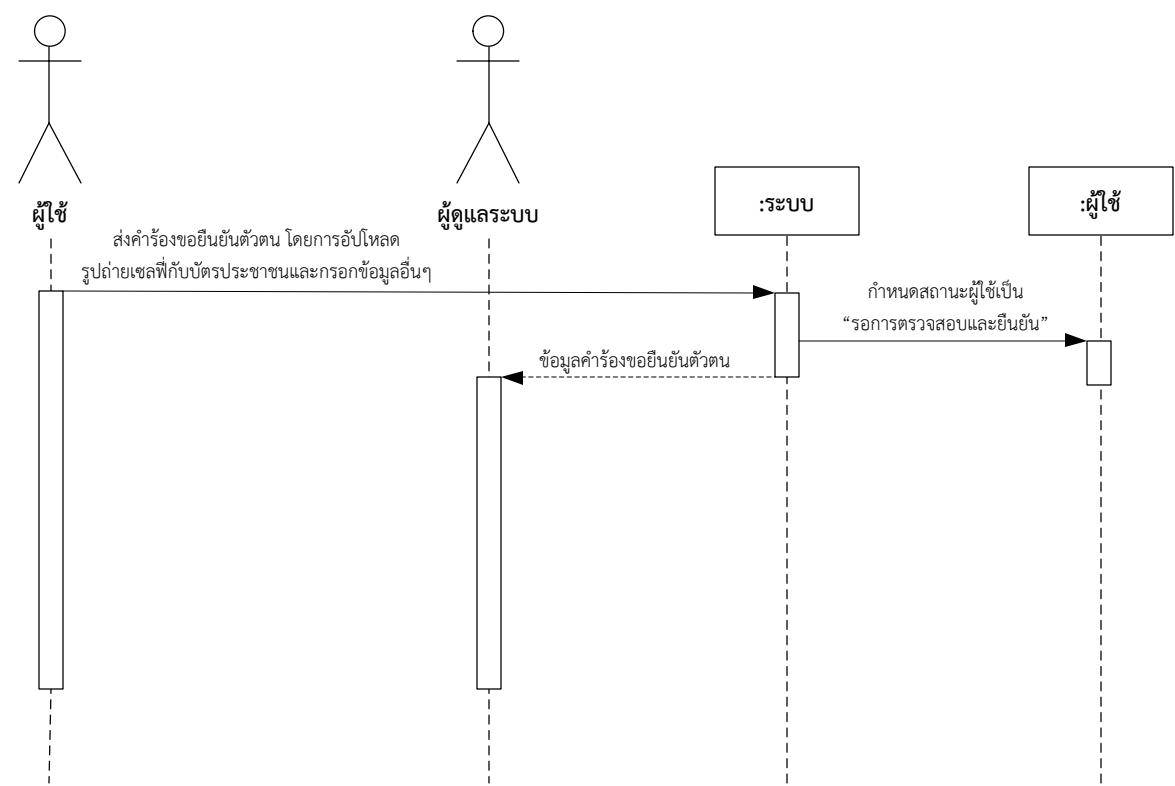 ผู้ใช้
ผู้ดูแลระบบ
:ระบบ
:ผู้ใช้
ส่งคำร้องขอยืนยันตัวตน โดยการอัปโหลด
รูปถ่ายเซลฟี่กับบัตรประชาชนและกรอกข้อมูลอื่นๆ
กำหนดสถานะผู้ใช้เป็น
“รอการตรวจสอบและยืนยัน”
ข้อมูลคำร้องขอยืนยันตัวตน